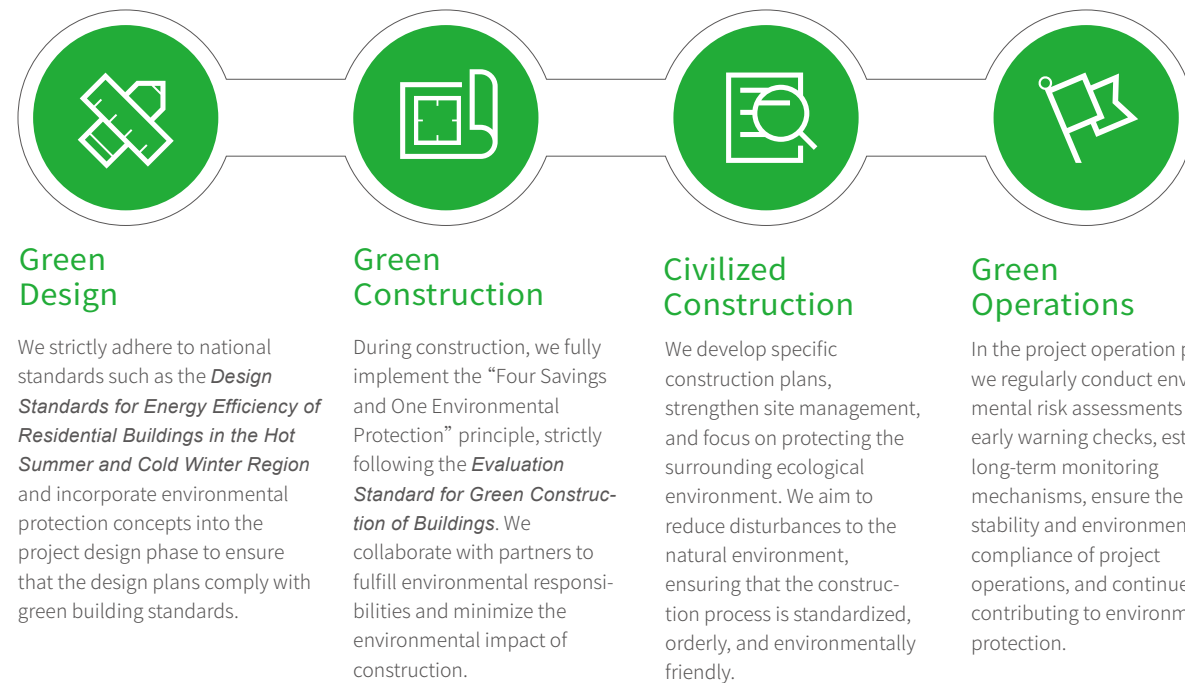 Green
Design
We strictly adhere to national
standards such as the Design
Standards for Energy Efficiency of
Residential Buildings in the Hot
Summer and Cold Winter Region
and incorporate environmental
protection concepts into the
project design phase to ensure
that the design plans comply with
green building standards.
Green
Construction
During construction, we fully
implement the “Four Savings
and One Environmental
Protection” principle, strictly
following the Evaluation
Standard for Green Construc-
tion of Buildings. We
collaborate with partners to
fulfill environmental responsi-
bilities and minimize the
environmental impact of
construction.
Civilized
Construction
We develop specific
construction plans,
strengthen site management,
and focus on protecting the
surrounding ecological
environment. We aim to
reduce disturbances to the
natural environment,
ensuring that the construc-
tion process is standardized,
orderly, and environmentally
friendly.
Green
Operations
In the project operation
we regularly conduct
mental risk assessments
early warning checks,
long-term monitoring
mechanisms, ensure the
stability and
compliance of project
operations, and continue
contributing to
protection.